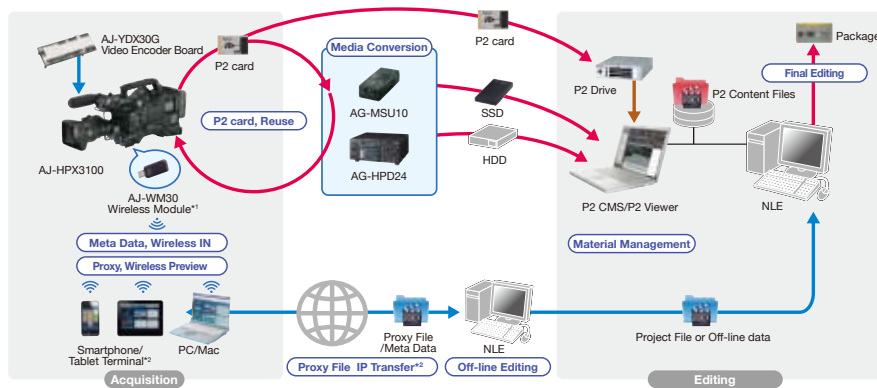 AJ-YDX30G
Video Encoder Board
P2 card
P2 card
Package
Media Conversion
P2 Drive
Final Editing
P2 Content Files
AG-MSU10
SSD
P2 card, Reuse
HDD
AJ-HPX3100
AG-HPD24
AJ-WM30
Wireless Module*1
P2 CMS/P2 Viewer
NLE
Meta Data, Wireless IN
Material Management
Proxy, Wireless Preview
Smartphone/
Tablet Terminal*2
PC/Mac
Proxy File
/Meta Data
NLE
Project File or Off-line data
Proxy File IP Transfer*2
Off-line Editing
Acquisition
Editing